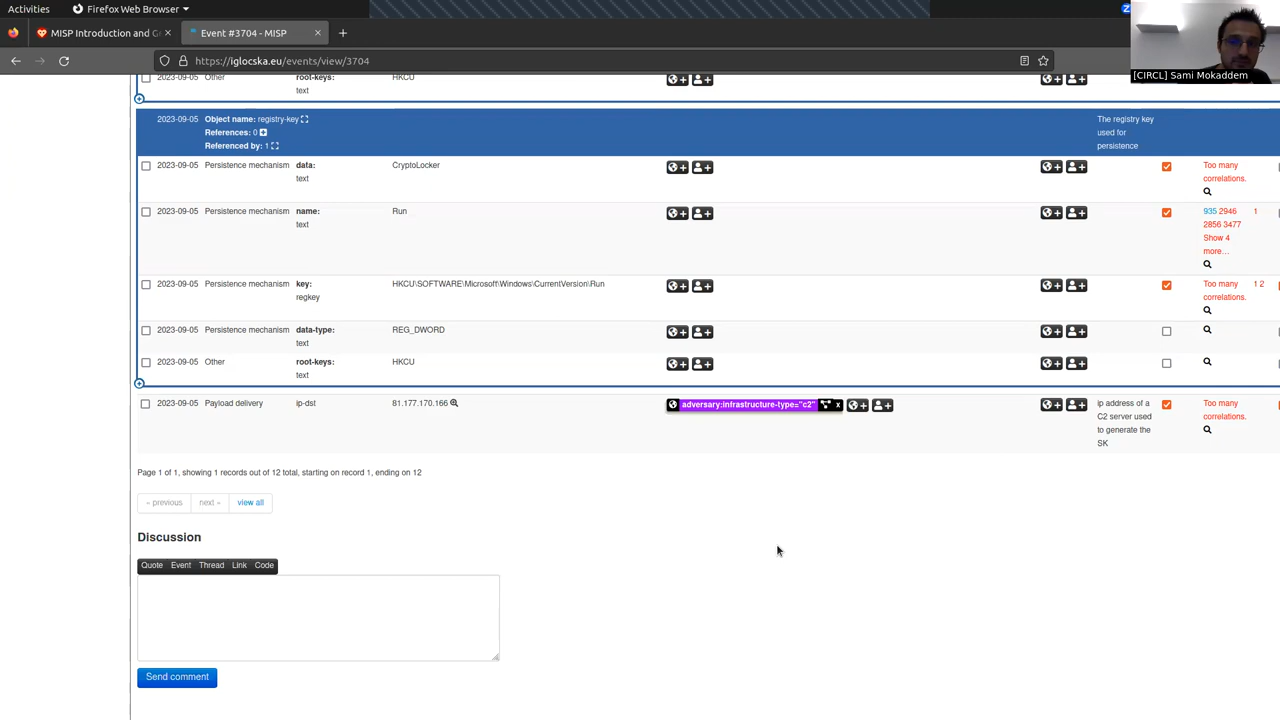 Activities
Firefox Web Browser
MISP Introduction and G
Event #3704 - MISP
https://iglocska.eu/events/view/3704
[CIRCL] Sami Mokaddem
2023-09-05 Other root-keys: HKCU
text
2023-09-05 Object name: registry-key The registry key
References: 0 used for
Referenced by: 1 persistence
2023-09-05 Persistence mechanism data: CryptoLocker Too many
text correlations.
2023-09-05 Persistence mechanism name: Run 935 2946 1
text 2856 3477
Show 4
more...
2023-09-05 Persistence mechanism key: HKCU\SOFTWARE\Microsoft\Windows\CurrentVersion\Run Too many 1 2
regkey correlations.
2023-09-05 Persistence mechanism data-type: REG_DWORD
text
2023-09-05 Other root-keys: HKCU
text
2023-09-05 Payload delivery ip-dst 81.177.170.166 adversary:infrastructure-type="c2" x ip address of a Too many
C2 server used correlations.
to generate the
SK
Page 1 of 1, showing 1 records out of 12 total, starting on record 1, ending on 12
« previous next » view all
Discussion
Quote Event Thread Link Code
Send comment